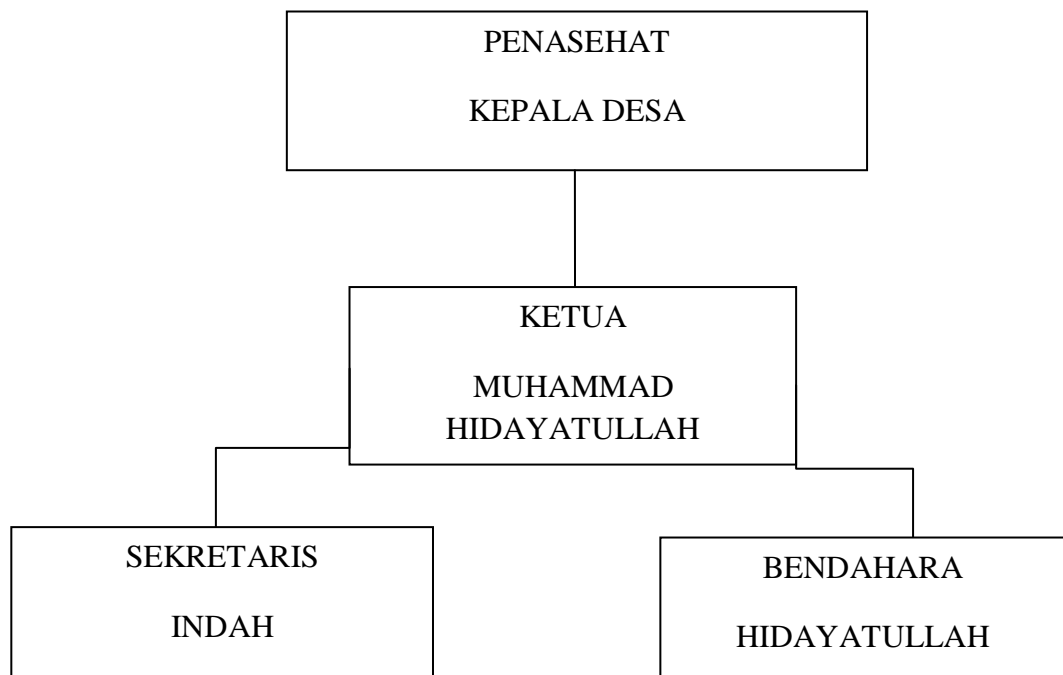 PENASEHAT
KEPALA DESA
KETUA
MUHAMMAD
HIDAYATULLAH
SEKRETARIS
INDAH
BENDAHARA
HIDAYATULLAH